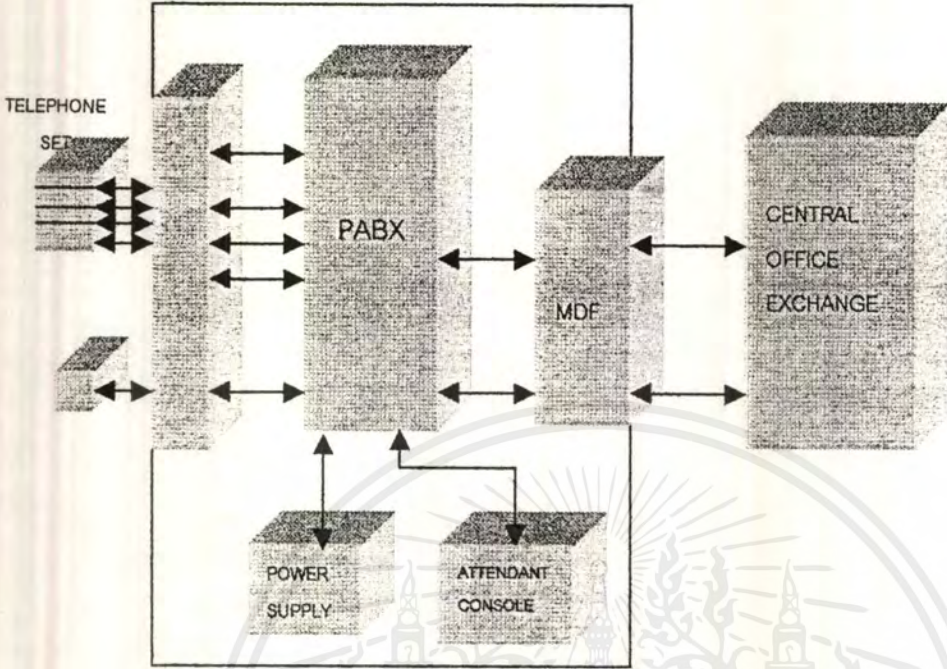 TELEPHONE
SET
PABX
MDF
CENTRAL
OFFICE
EXCHANGE
POWER
SUPPLY
ATTENDANT
CONSOLE